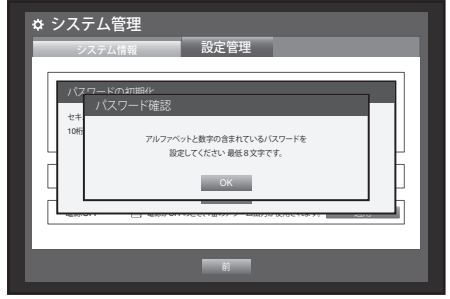 システム管理
システム情報
設定管理
パスワードの初期化
パスワード確認
セキ
10桁
アルファベットと数字の含まれているパスワードを
設定してください 最低8文字です。
OK
前